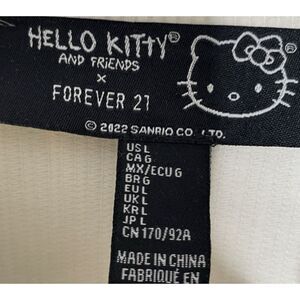 HELLO KITTY®
AND FRIENDS
x
FOREVER 21
© 2022 SANRIO CO., LTD.
US L
CA G
MX/ECU G
BR G
EU L
UK L
KR L
JP L
CN 170/92A
MADE IN CHINA
FABRIQUÉ EN